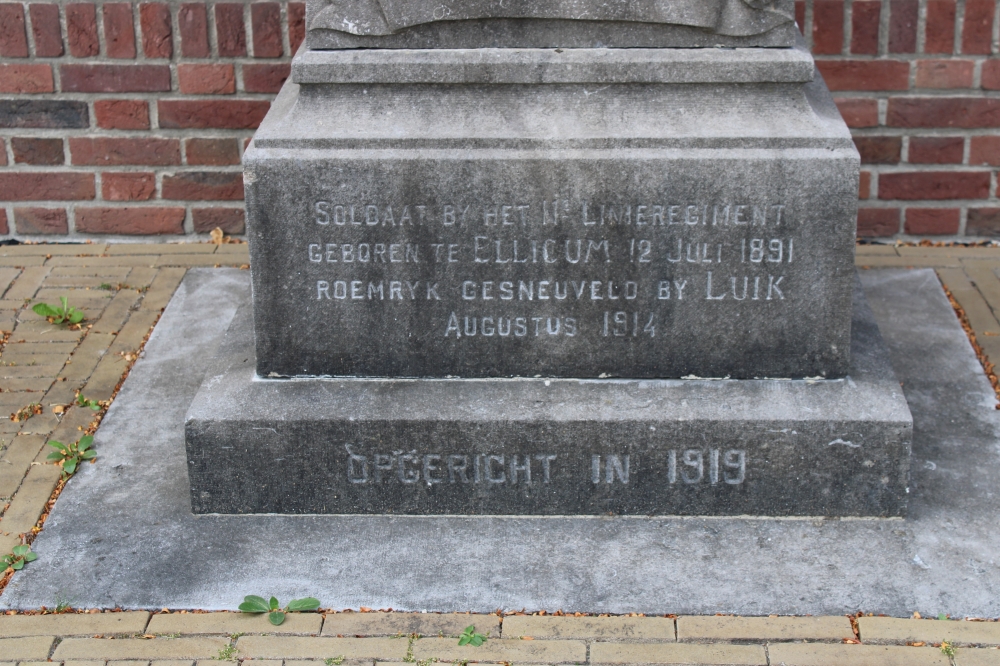 SOLDAAT BY HET 11E LINIEREGIMENT
GEBOREN TE ELLICUM 12 JULI 1891
ROEMRYK GESNEUVELD BY LUIK
AUGUSTUS 1914
OPGERICHT IN 1919